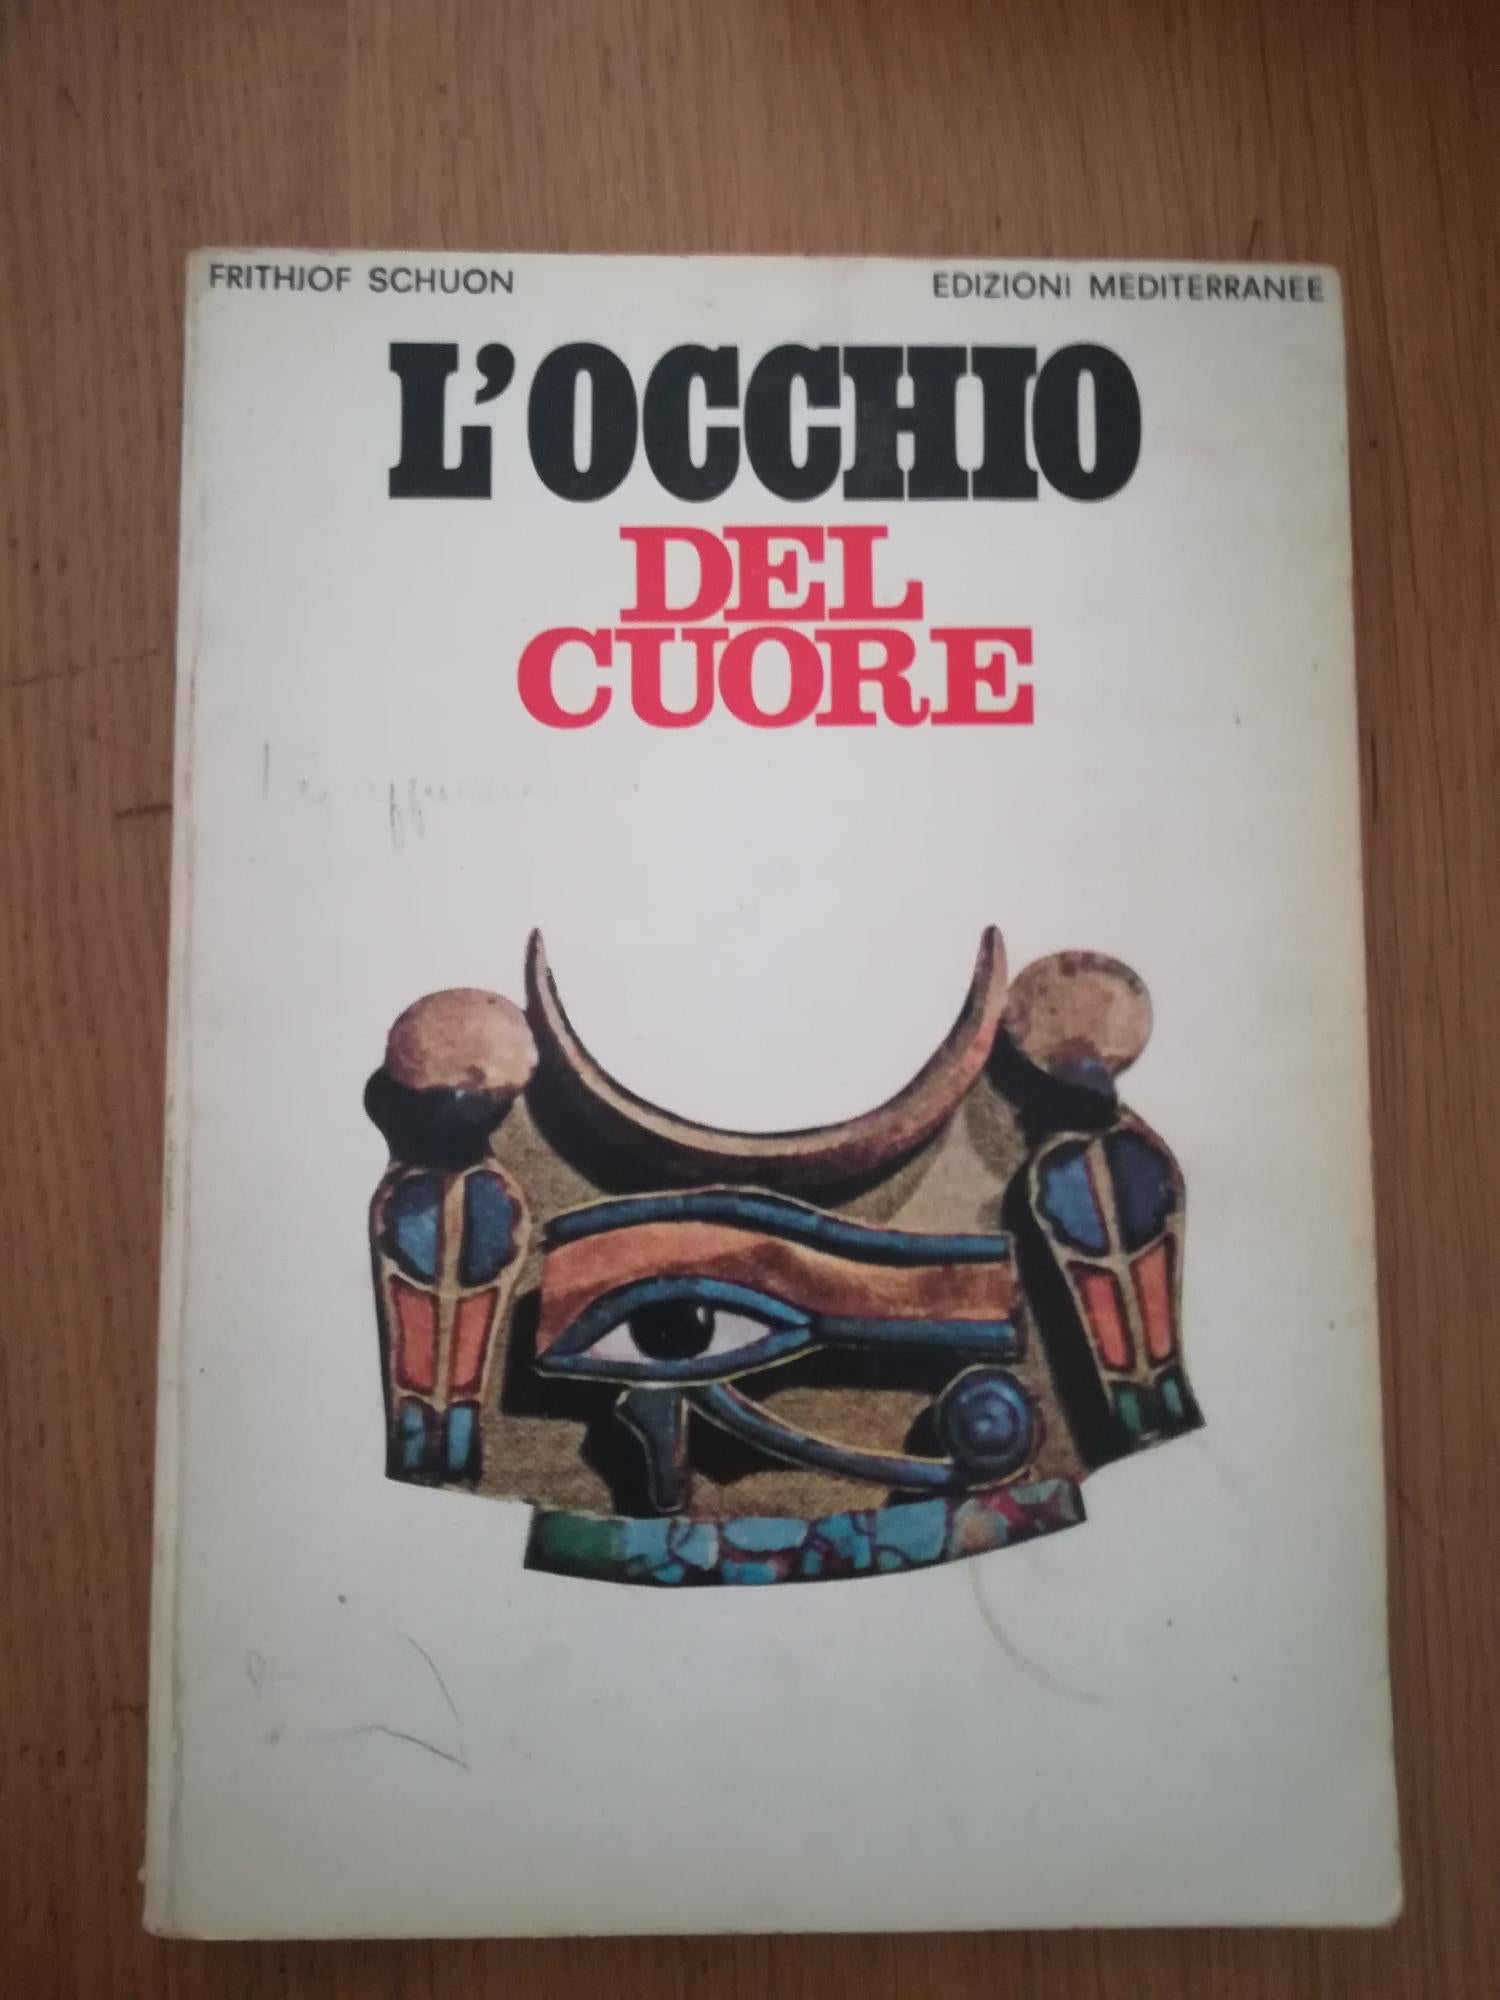 FRITHJOF SCHUON
EDIZIONI MEDITERRANEE
L'OCCHIO
DEL
CUORE